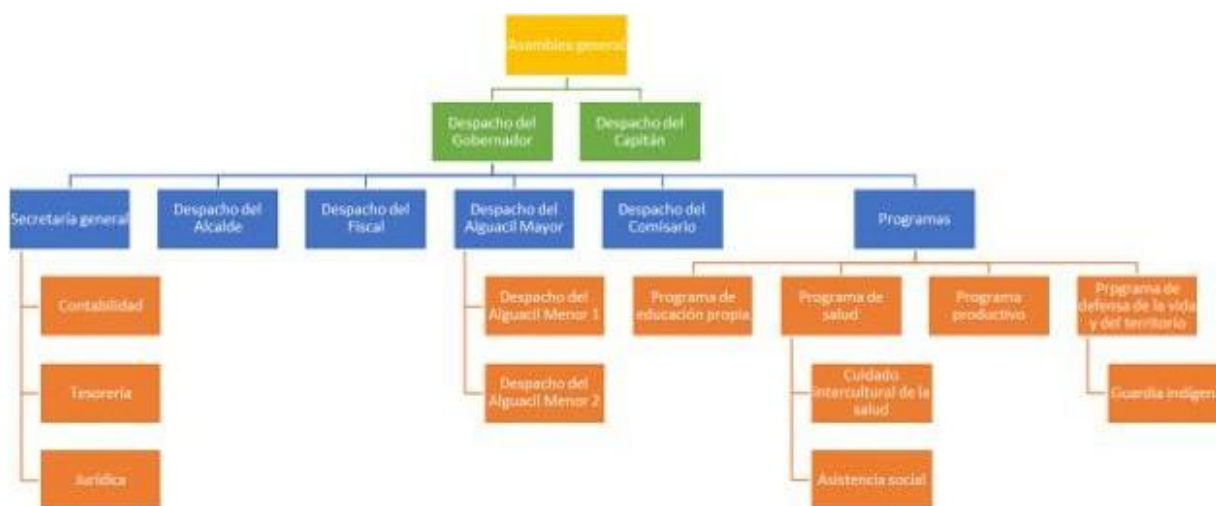 Asamblea general
Despacho del
Gobernador
Despacho del
Capitán
Secretaría general
Despacho del
Alcalde
Despacho del
Fiscal
Despacho del
Alguacil Mayor
Despacho del
Comisario
Programas
Contabilidad
Tesorería
Jurídica
Despacho del
Alguacil Menor 1
Despacho del
Alguacil Menor 2
Programa de
educación propia
Programa de
salud
Programa
productivo
Prpgrama de
defensa de la vida
y del territorio
Cuidado
intercultural de la
salud
Asistencia social
Guardia indígen